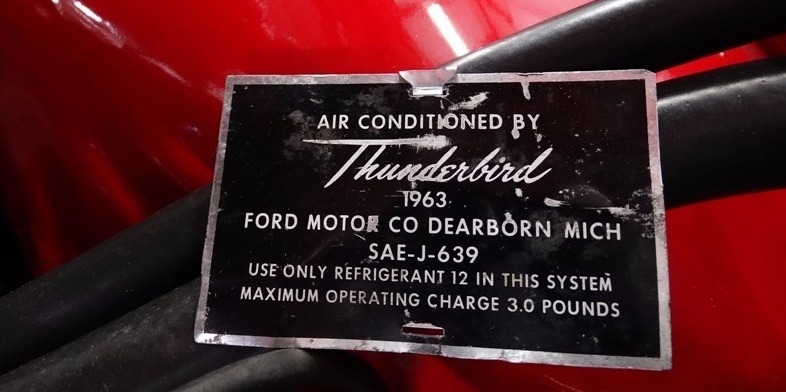 AIR CONDITIONED BY
Thunderbird
1963
FORD MOTOR CO DEARBORN MICH
SAE-J-639
USE ONLY REFRIGERANT 12 IN THIS SYSTEM
MAXIMUM OPERATING CHARGE 3.0 POUNDS